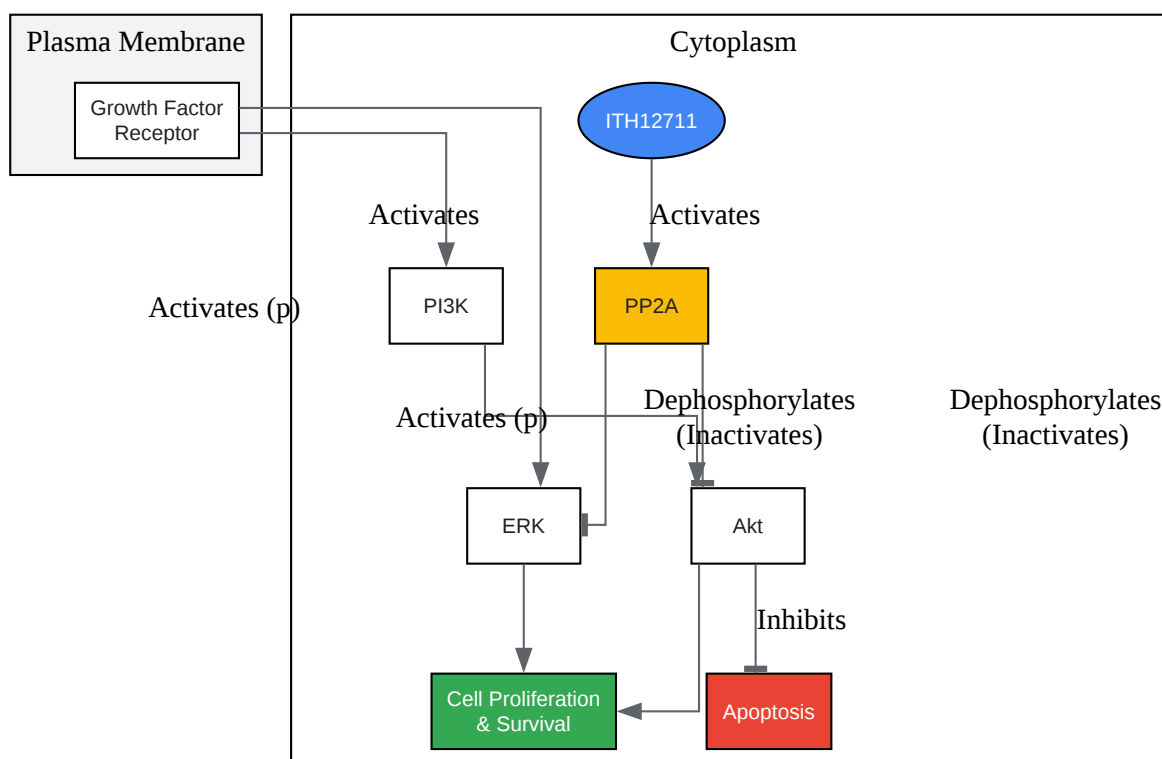 Plasma Membrane
Cytoplasm
Growth Factor
Receptor
ITH12711
Activates
Activates
PI3K
PP2A
Activates (p)
Activates (p)
Dephosphorylates
(Inactivates)
Dephosphorylates
(Inactivates)
ERK
Akt
Inhibits
Cell Proliferation
& Survival
Apoptosis